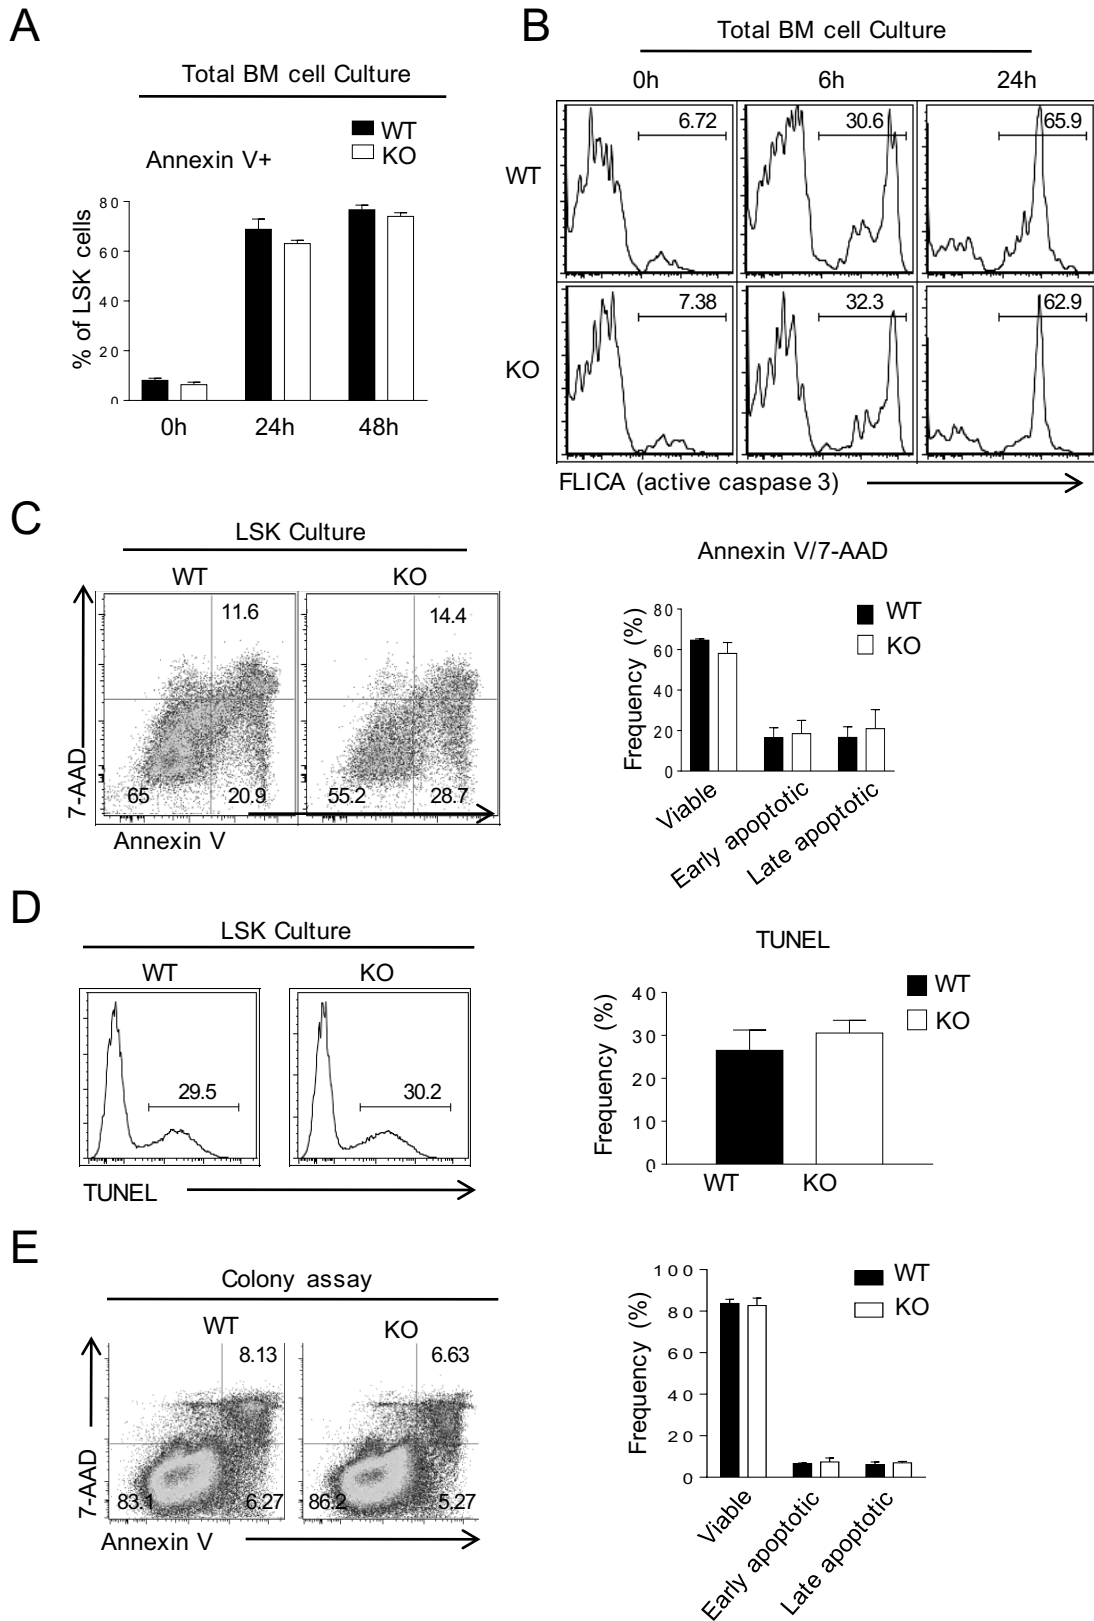 A
Total BM cell Culture
WT
KO
Annexin V+
% of LSK cells
80
60
40
20
0
0h 24h 48h
B
Total BM cell Culture
0h 6h 24h
WT
6.72 30.6 65.9
KO
7.38 32.3 62.9
FLICA (active caspase 3)
C
LSK Culture
WT KO
11.6 14.4
65 20.9 55.2 28.7
7-AAD
Annexin V
Annexin V/7-AAD
WT
KO
Frequency (%)
80
60
40
20
0
Viable
Early apoptotic
Late apoptotic
D
LSK Culture
WT KO
29.5 30.2
TUNEL
TUNEL
WT
KO
Frequency (%)
40
30
20
10
0
WT KO
E
Colony assay
WT KO
8.13 6.63
83.1 6.27 86.2 5.27
7-AAD
Annexin V
WT
KO
Frequency (%)
100
80
60
40
20
0
Viable
Early apoptotic
Late apoptotic